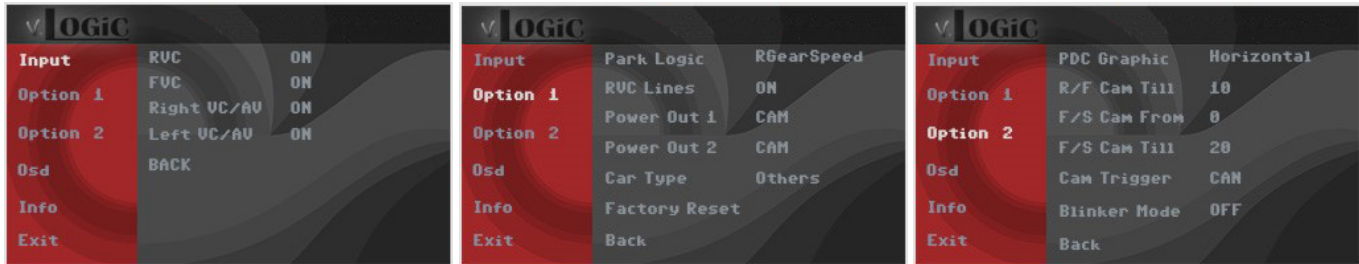 V.LOGiC
Input
Option 1
Option 2
Osd
Info
Exit
RVC ON
FVC ON
Right VC/AV ON
Left VC/AV ON
BACK
V.LOGiC
Input
Option 1
Option 2
Osd
Info
Exit
Park Logic RGearSpeed
RVC Lines ON
Power Out 1 CAM
Power Out 2 CAM
Car Type Others
Factory Reset
Back
V.LOGiC
Input
Option 1
Option 2
Osd
Info
Exit
PDC Graphic Horizontal
R/F Cam Till 10
F/S Cam From 0
F/S Cam Till 20
Cam Trigger CAN
Blinker Mode OFF
Back